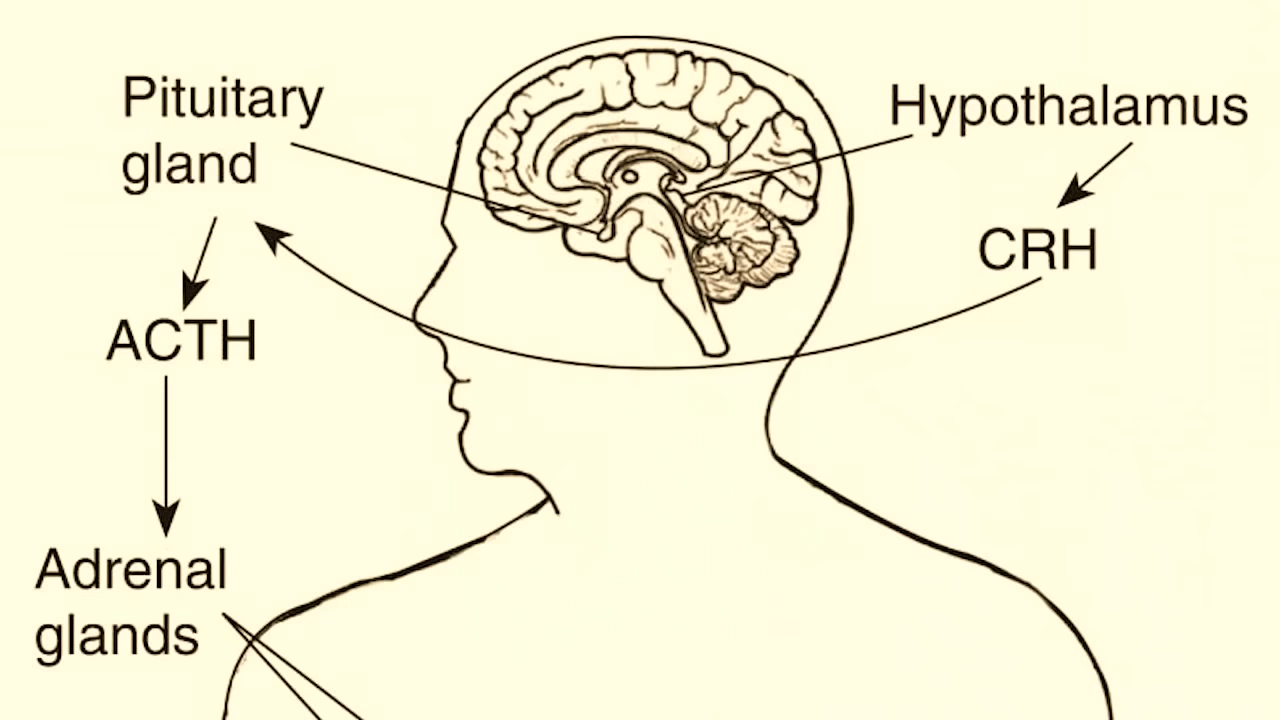 Pituitary
gland
Hypothalamus
CRH
ACTH
Adrenal
glands